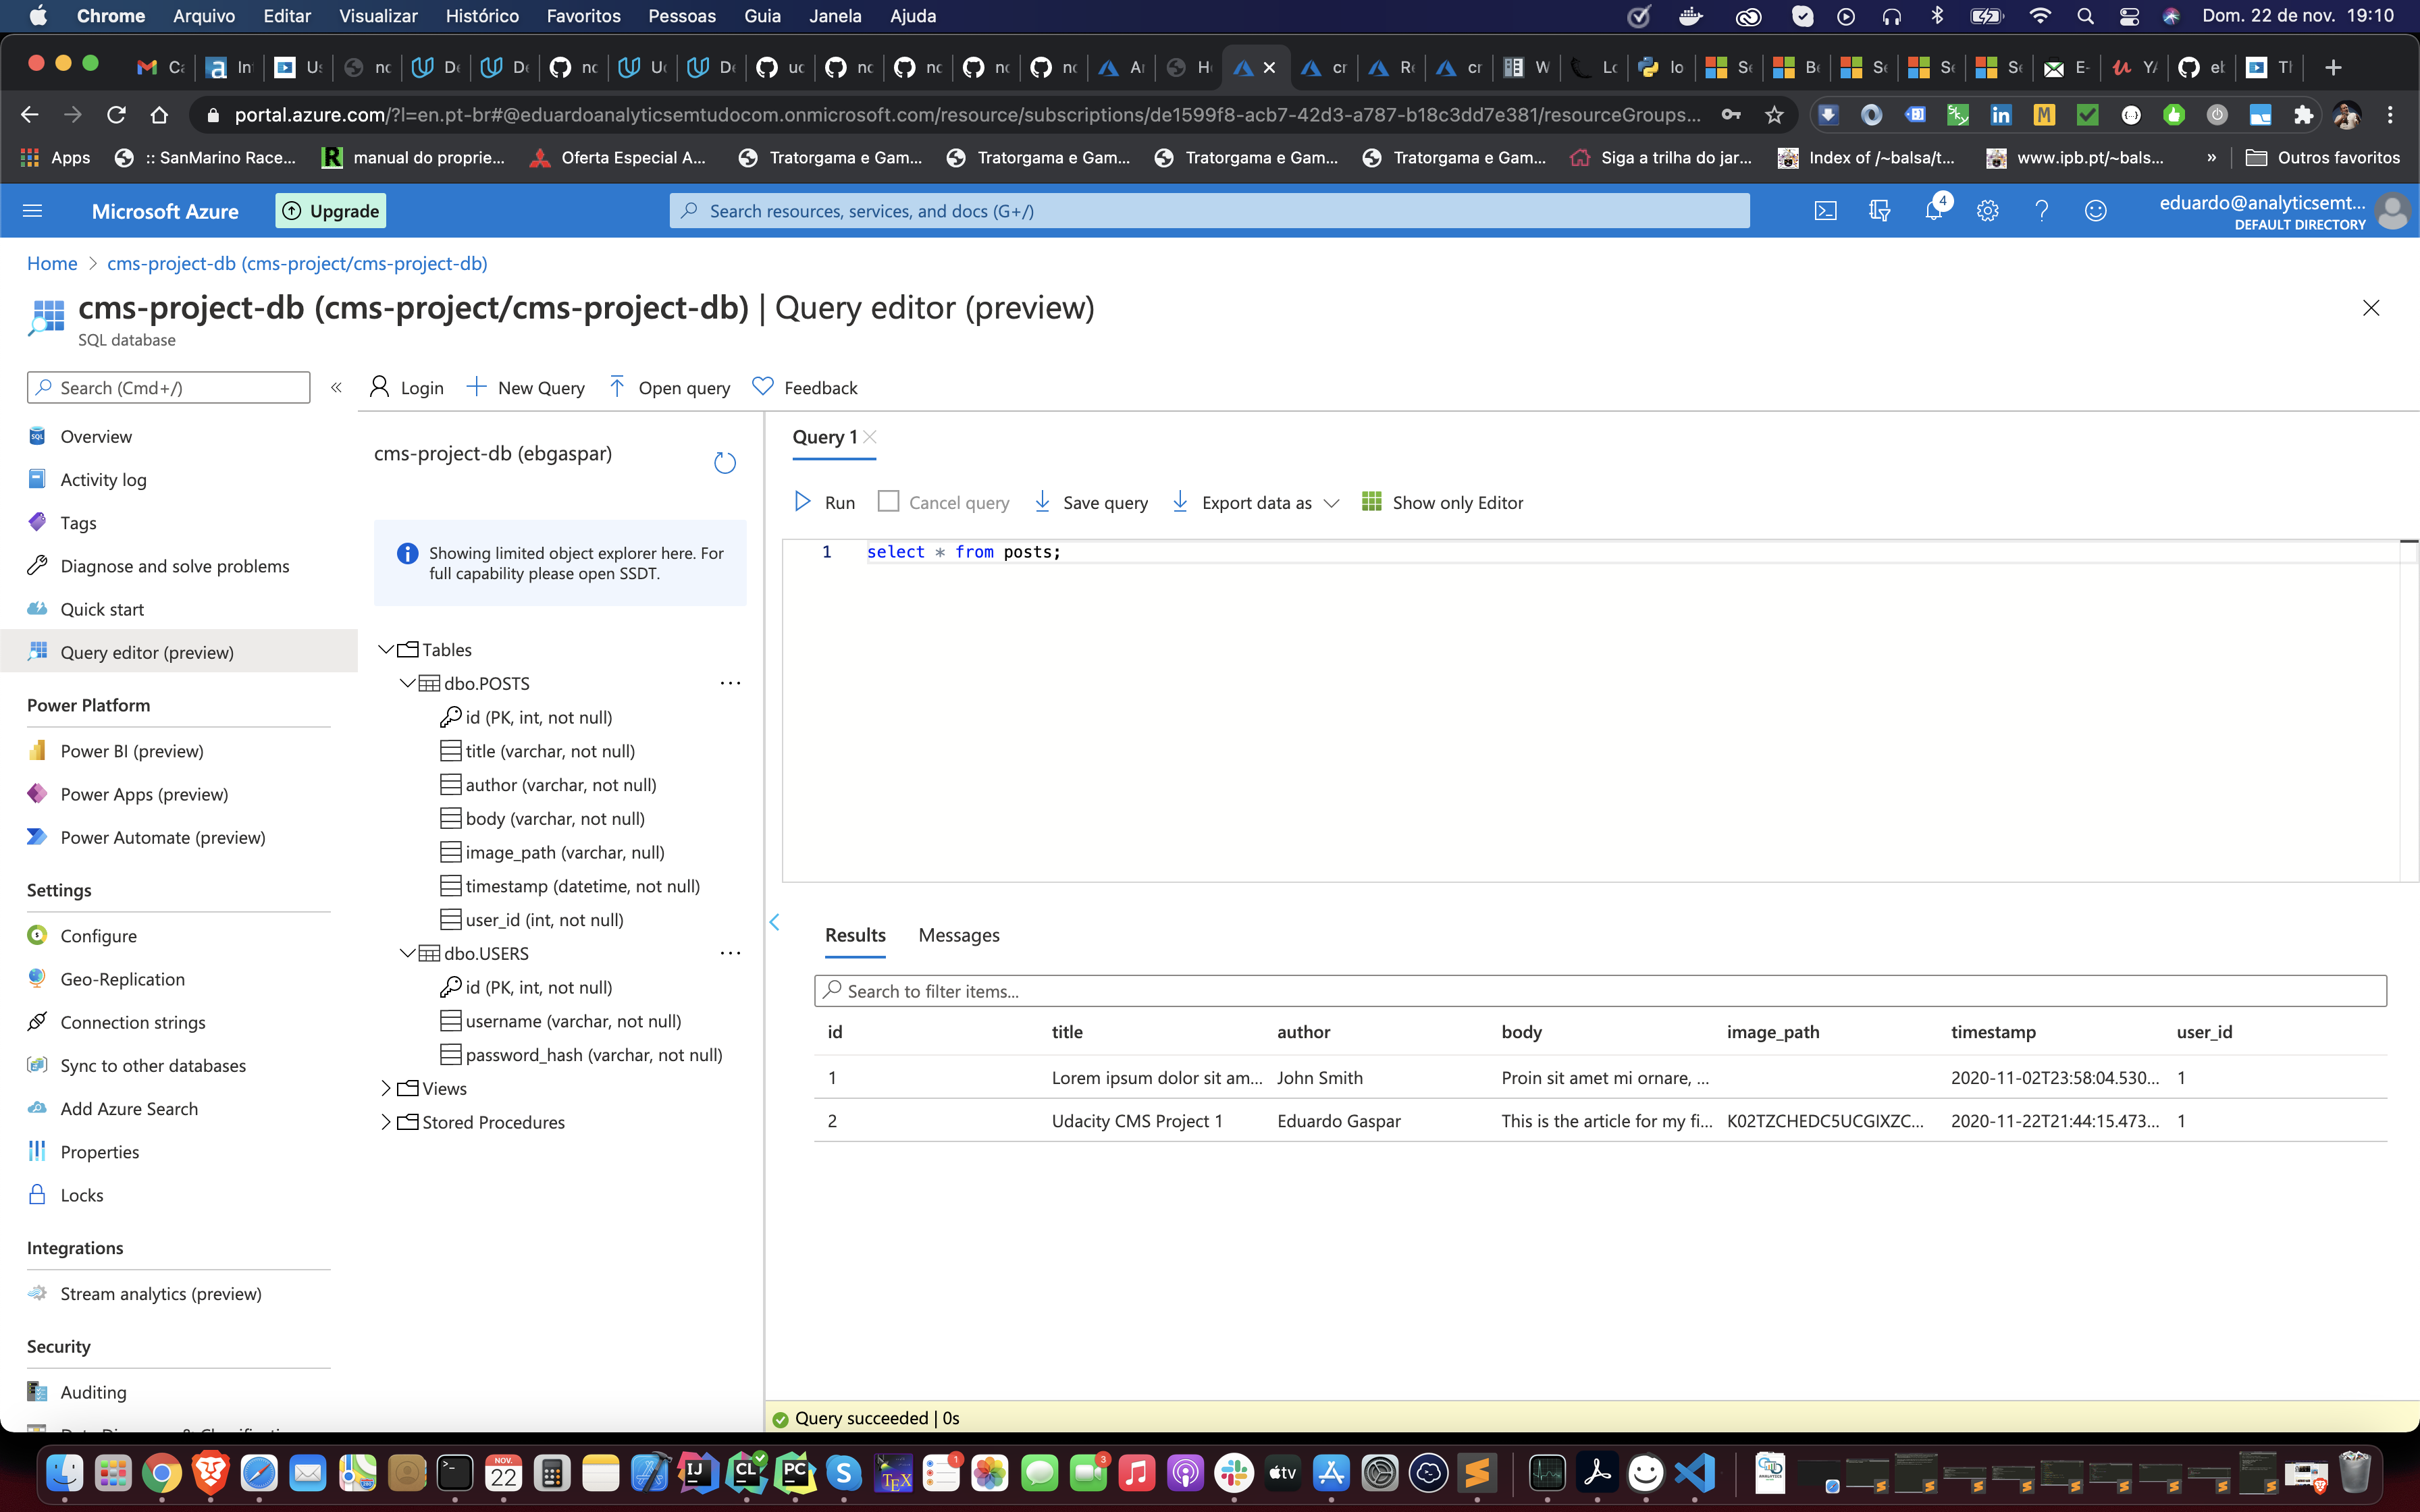 Chrome Arquivo Editar Visualizar Histórico Favoritos Pessoas Guia Janela Ajuda Dom. 22 de nov. 19:10
portal.azure.com/?l=en.pt-br#@eduardoanalyticsemtudocom.onmicrosoft.com/resource/subscriptions/de1599f8-acb7-42d3-a787-b18c3dd7e381/resourceGroups...
Apps :: SanMarino Race... manual do proprie... Oferta Especial A... Tratorgama e Gam... Tratorgama e Gam... Tratorgama e Gam... Tratorgama e Gam... Siga a trilha do jar... Index of /~balsa/t... www.ipb.pt/~bals... » Outros favoritos
Microsoft Azure Upgrade Search resources, services, and docs (G+/) 4 eduardo@analyticsemt...
DEFAULT DIRECTORY
Home > cms-project-db (cms-project/cms-project-db)
cms-project-db (cms-project/cms-project-db) | Query editor (preview)
SQL database
Search (Cmd+/) « Login New Query Open query Feedback
Overview
Activity log
Tags
Diagnose and solve problems
Quick start
Query editor (preview)
Power Platform
Power BI (preview)
Power Apps (preview)
Power Automate (preview)
Settings
Configure
Geo-Replication
Connection strings
Sync to other databases
Add Azure Search
Properties
Locks
Integrations
Stream analytics (preview)
Security
Auditing
cms-project-db (ebgaspar)
Showing limited object explorer here. For
full capability please open SSDT.
Tables
dbo.POSTS ...
id (PK, int, not null)
title (varchar, not null)
author (varchar, not null)
body (varchar, not null)
image_path (varchar, null)
timestamp (datetime, not null)
user_id (int, not null)
dbo.USERS ...
id (PK, int, not null)
username (varchar, not null)
password_hash (varchar, not null)
Views
Stored Procedures
Query 1
Run Cancel query Save query Export data as Show only Editor
1 select * from posts;
Results Messages
Search to filter items...
id title author body image_path timestamp user_id
1 Lorem ipsum dolor sit am... John Smith Proin sit amet mi ornare, ... 2020-11-02T23:58:04.530... 1
2 Udacity CMS Project 1 Eduardo Gaspar This is the article for my fi... K02TZCHEDC5UCGIXZC... 2020-11-22T21:44:15.473... 1
Query succeeded | 0s
NOV.
22